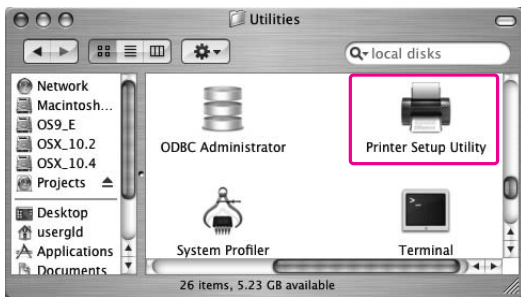 Utilities
local disks
Network
Macintosh...
OS9_E
OSX_10.2
OSX_10.4
Projects
Desktop
usergld
Applications
Documents
ODBC Administrator
Printer Setup Utility
System Profiler
Terminal
26 items, 5.23 GB available